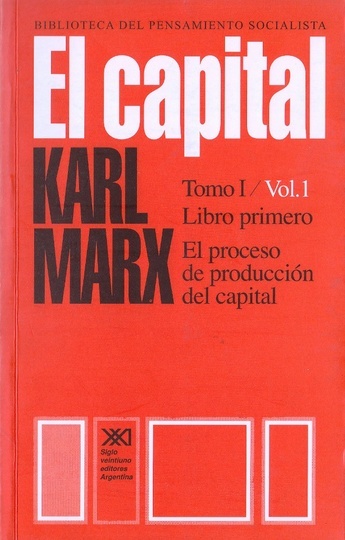 BIBLIOTECA DEL PENSAMIENTO SOCIALISTA
El capital
KARL
MARX
Tomo I / Vol.1
Libro primero
El proceso
de producción
del capital
XXI
Siglo
veintiuno
editores
Argentina